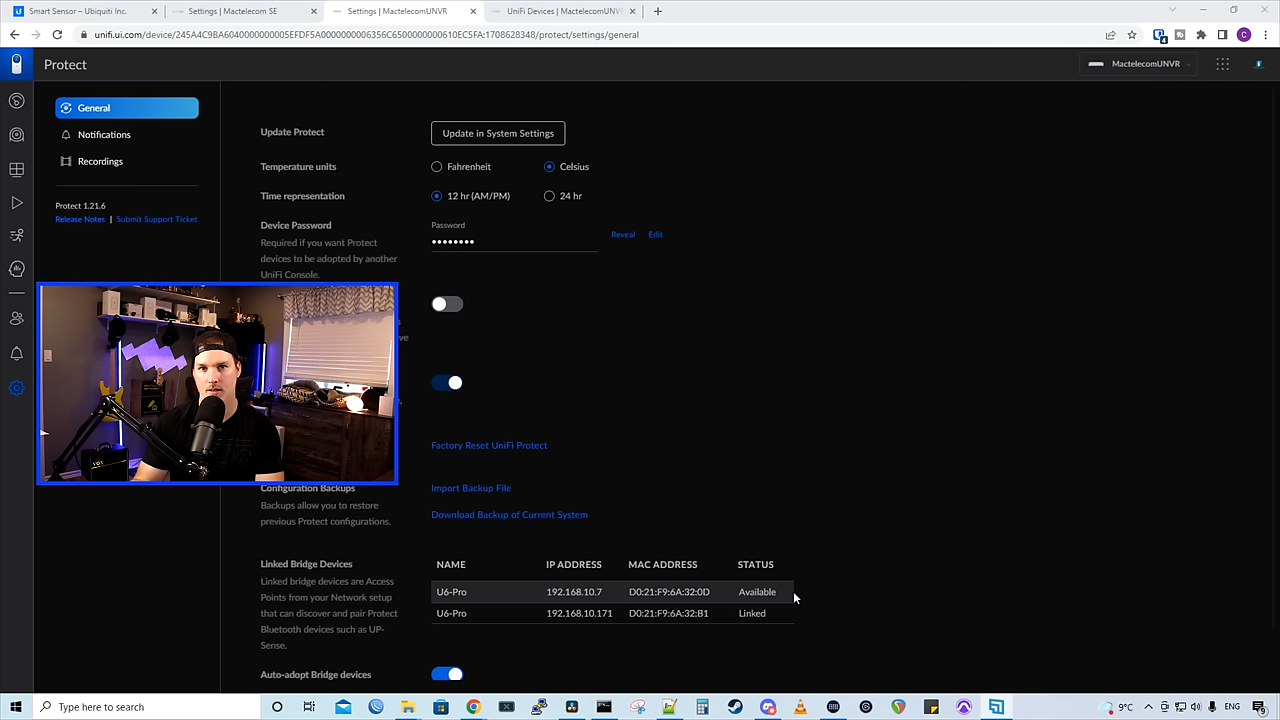 Smart Sensor – Ubiquiti Inc.
Settings | Mactelecom SE
Settings | MactelecomUNVR
UniFi Devices | MactelecomUNVR
unifi.ui.com/device/245A4C9BA6040000000005EFDF5A0000000006356C6500000000610EC5FA:1708628348/protect/settings/general
Protect
MactelecomUNVR
General
Notifications
Recordings
Protect 1.21.6
Release Notes | Submit Support Ticket
Update Protect
Update in System Settings
Temperature units
Fahrenheit
Celsius
Time representation
12 hr (AM/PM)
24 hr
Device Password
Required if you want Protect
devices to be adopted by another
UniFi Console.
Password
Reveal
Edit
Factory Reset UniFi Protect
Configuration Backups
Backups allow you to restore
previous Protect configurations.
Import Backup File
Download Backup of Current System
Linked Bridge Devices
Linked bridge devices are Access
Points from your Network setup
that can discover and pair Protect
Bluetooth devices such as UP-
Sense.
NAME IP ADDRESS MAC ADDRESS STATUS
U6-Pro 192.168.10.7 D0:21:F9:6A:32:0D Available
U6-Pro 192.168.10.171 D0:21:F9:6A:32:B1 Linked
Auto-adopt Bridge devices
Type here to search
9°C
ENG